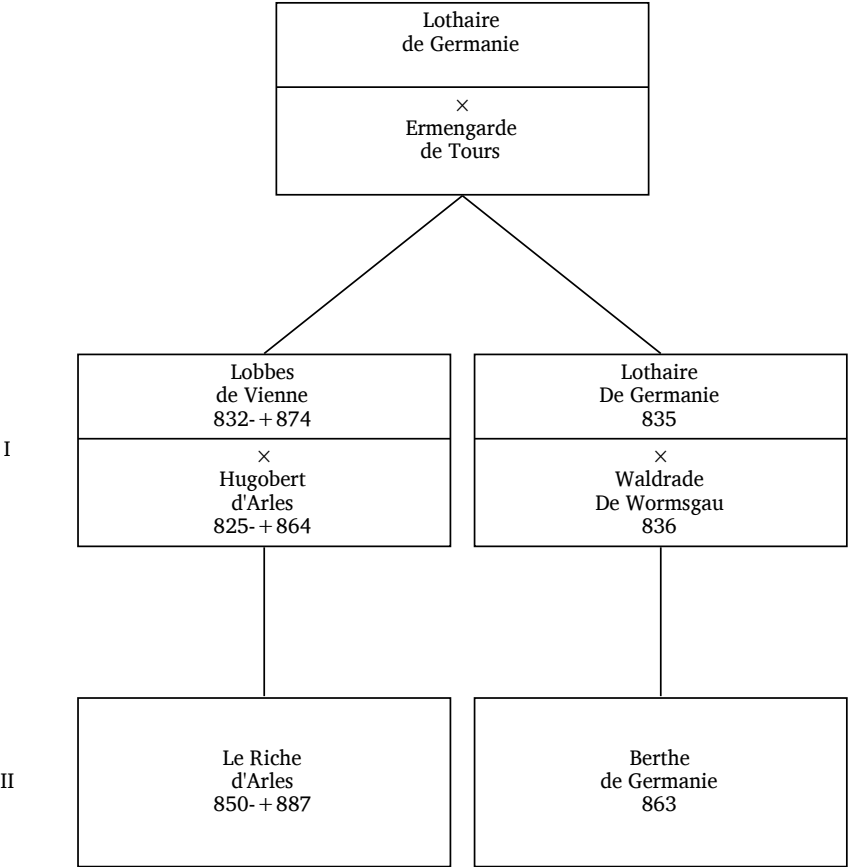 Lothaire
de Germanie
×
Ermengarde
de Tours
I
Lobbes
de Vienne
832-+874
×
Hugobert
d'Arles
825-+864
Lothaire
De Germanie
835
×
Waldrade
De Wormsgau
836
II
Le Riche
d'Arles
850-+887
Berthe
de Germanie
863